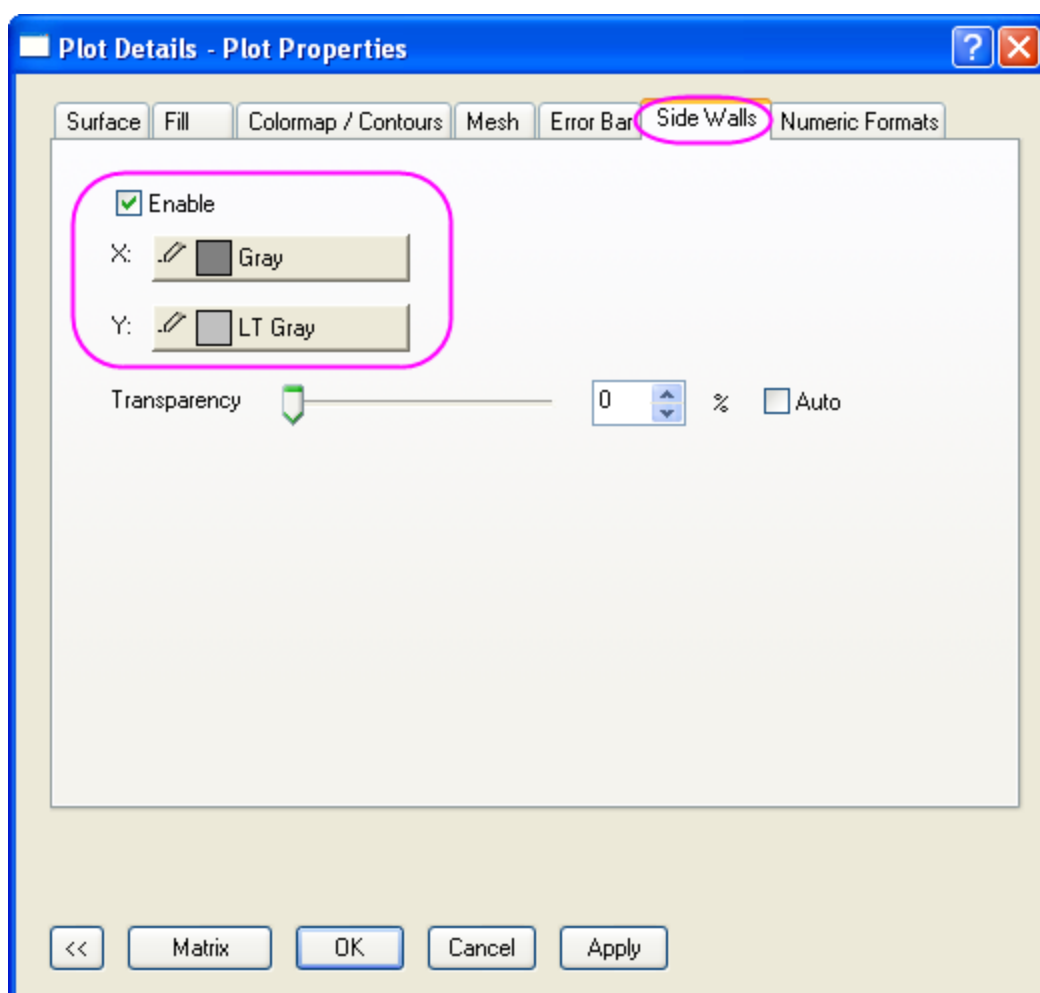 Plot Details - Plot Properties
Surface Fill Colormap / Contours Mesh Error Bar Side Walls Numeric Formats
Enable
X: Gray
Y: LT Gray
Transparency 0 % Auto
<< Matrix OK Cancel Apply